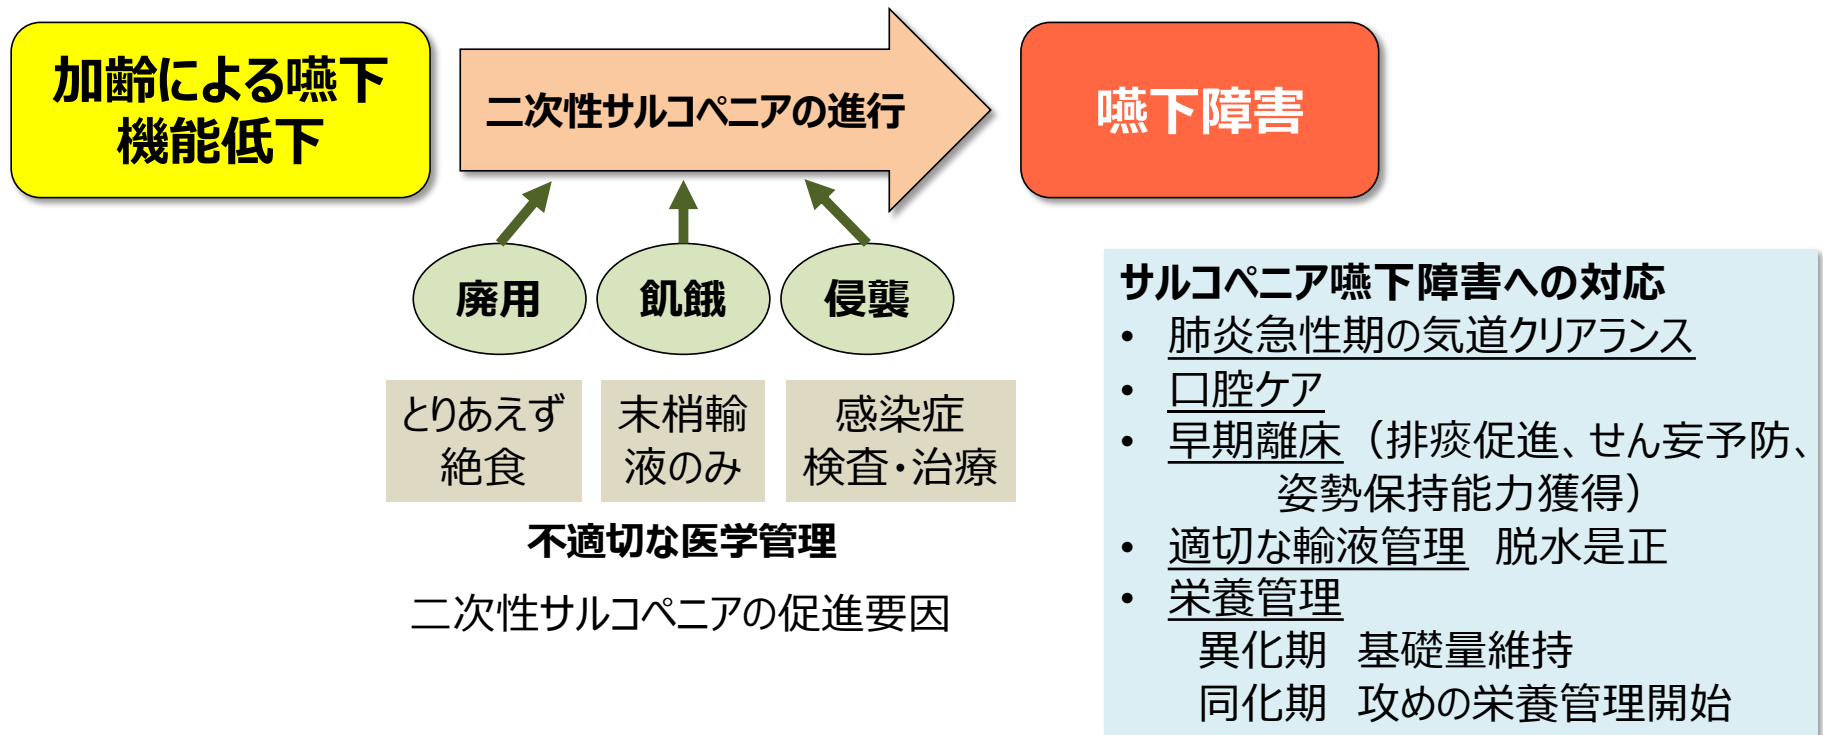 加齢による嚥下
機能低下
二次性サルコペニアの進行
嚥下障害
廃用
飢餓
侵襲
とりあえず
絶食
末梢輸
液のみ
感染症
検査・治療
不適切な医学管理
二次性サルコペニアの促進要因
サルコペニア嚥下障害への対応
• 肺炎急性期の気道クリアランス
• 口腔ケア
• 早期離床（排痰促進、せん妄予防、
姿勢保持能力獲得）
• 適切な輸液管理　脱水是正
• 栄養管理
異化期　基礎量維持
同化期　攻めの栄養管理開始